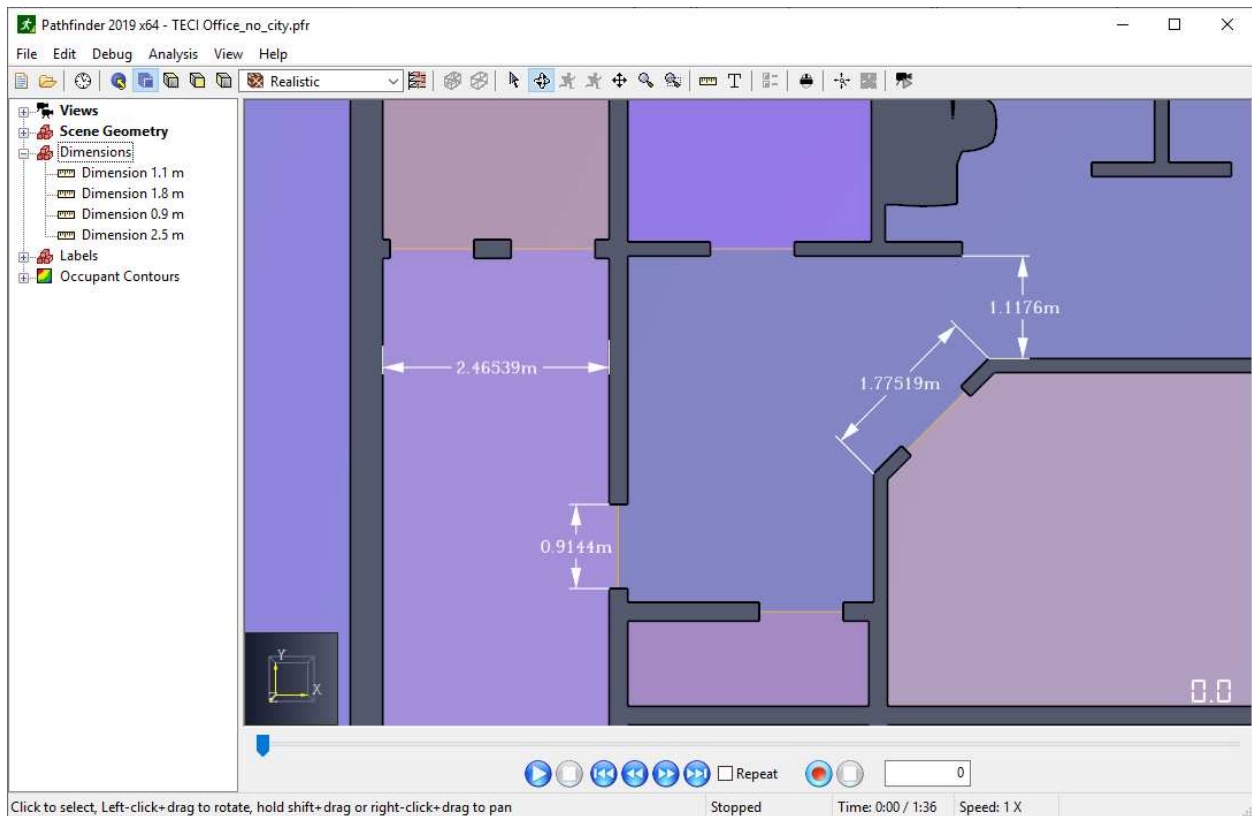 Pathfinder 2019 x64 - TECI Office_no_city.pfr
File Edit Debug Analysis View Help
Realistic
Views
Scene Geometry
Dimensions
Dimension 1.1 m
Dimension 1.8 m
Dimension 0.9 m
Dimension 2.5 m
Labels
Occupant Contours
1.1176m
2.46539m
1.77519m
0.9144m
Y
X
Z
0.0
Repeat
0
Click to select, Left-click+drag to rotate, hold shift+drag or right-click+drag to pan
Stopped
Time: 0:00 / 1:36
Speed: 1 X